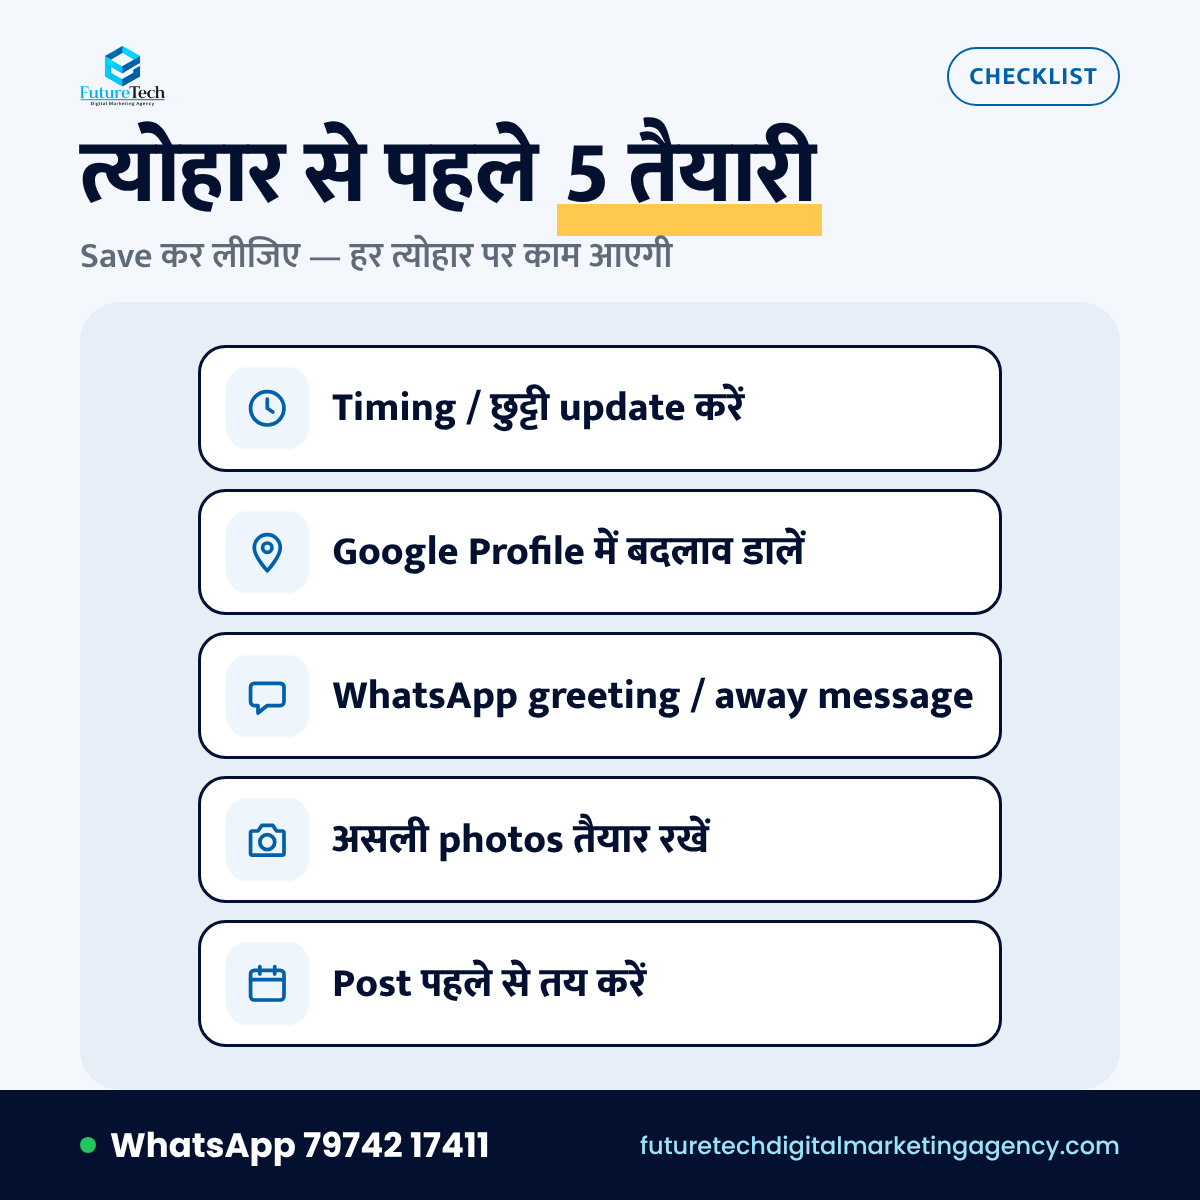 FutureTech
Digital Marketing Agency
CHECKLIST
त्योहार से पहले 5 तैयारी
Save कर लीजिए — हर त्योहार पर काम आएगी
Timing / छुट्टी update करें
Google Profile में बदलाव डालें
WhatsApp greeting / away message
असली photos तैयार रखें
Post पहले से तय करें
WhatsApp 79742 17411
futuretechdigitalmarketingagency.com